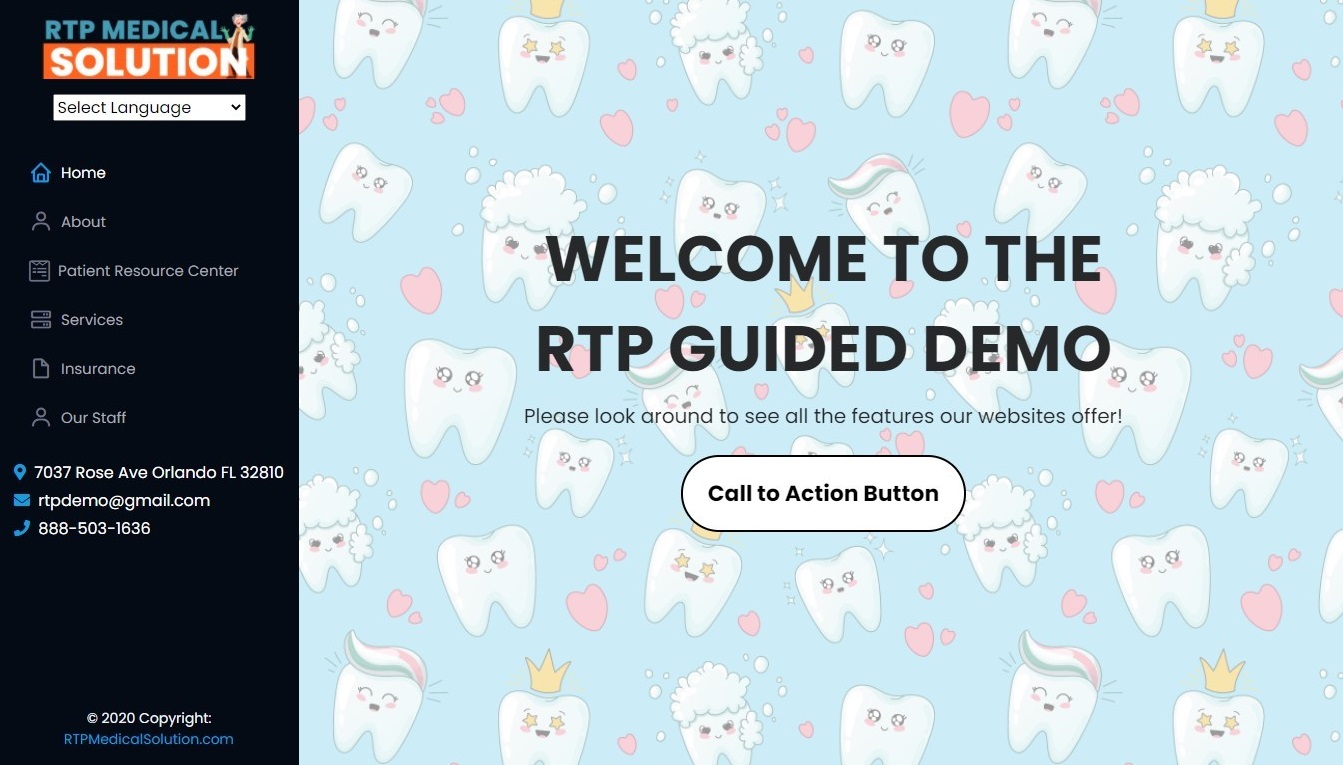 RTP MEDICAL
SOLUTION
Select Language
Home
About
Patient Resource Center
Services
Insurance
Our Staff
7037 Rose Ave Orlando FL 32810
rtpdemo@gmail.com
888-503-1636
© 2020 Copyright:
RTPMedicalSolution.com
WELCOME TO THE
RTP GUIDED DEMO
Please look around to see all the features our websites offer!
Call to Action Button